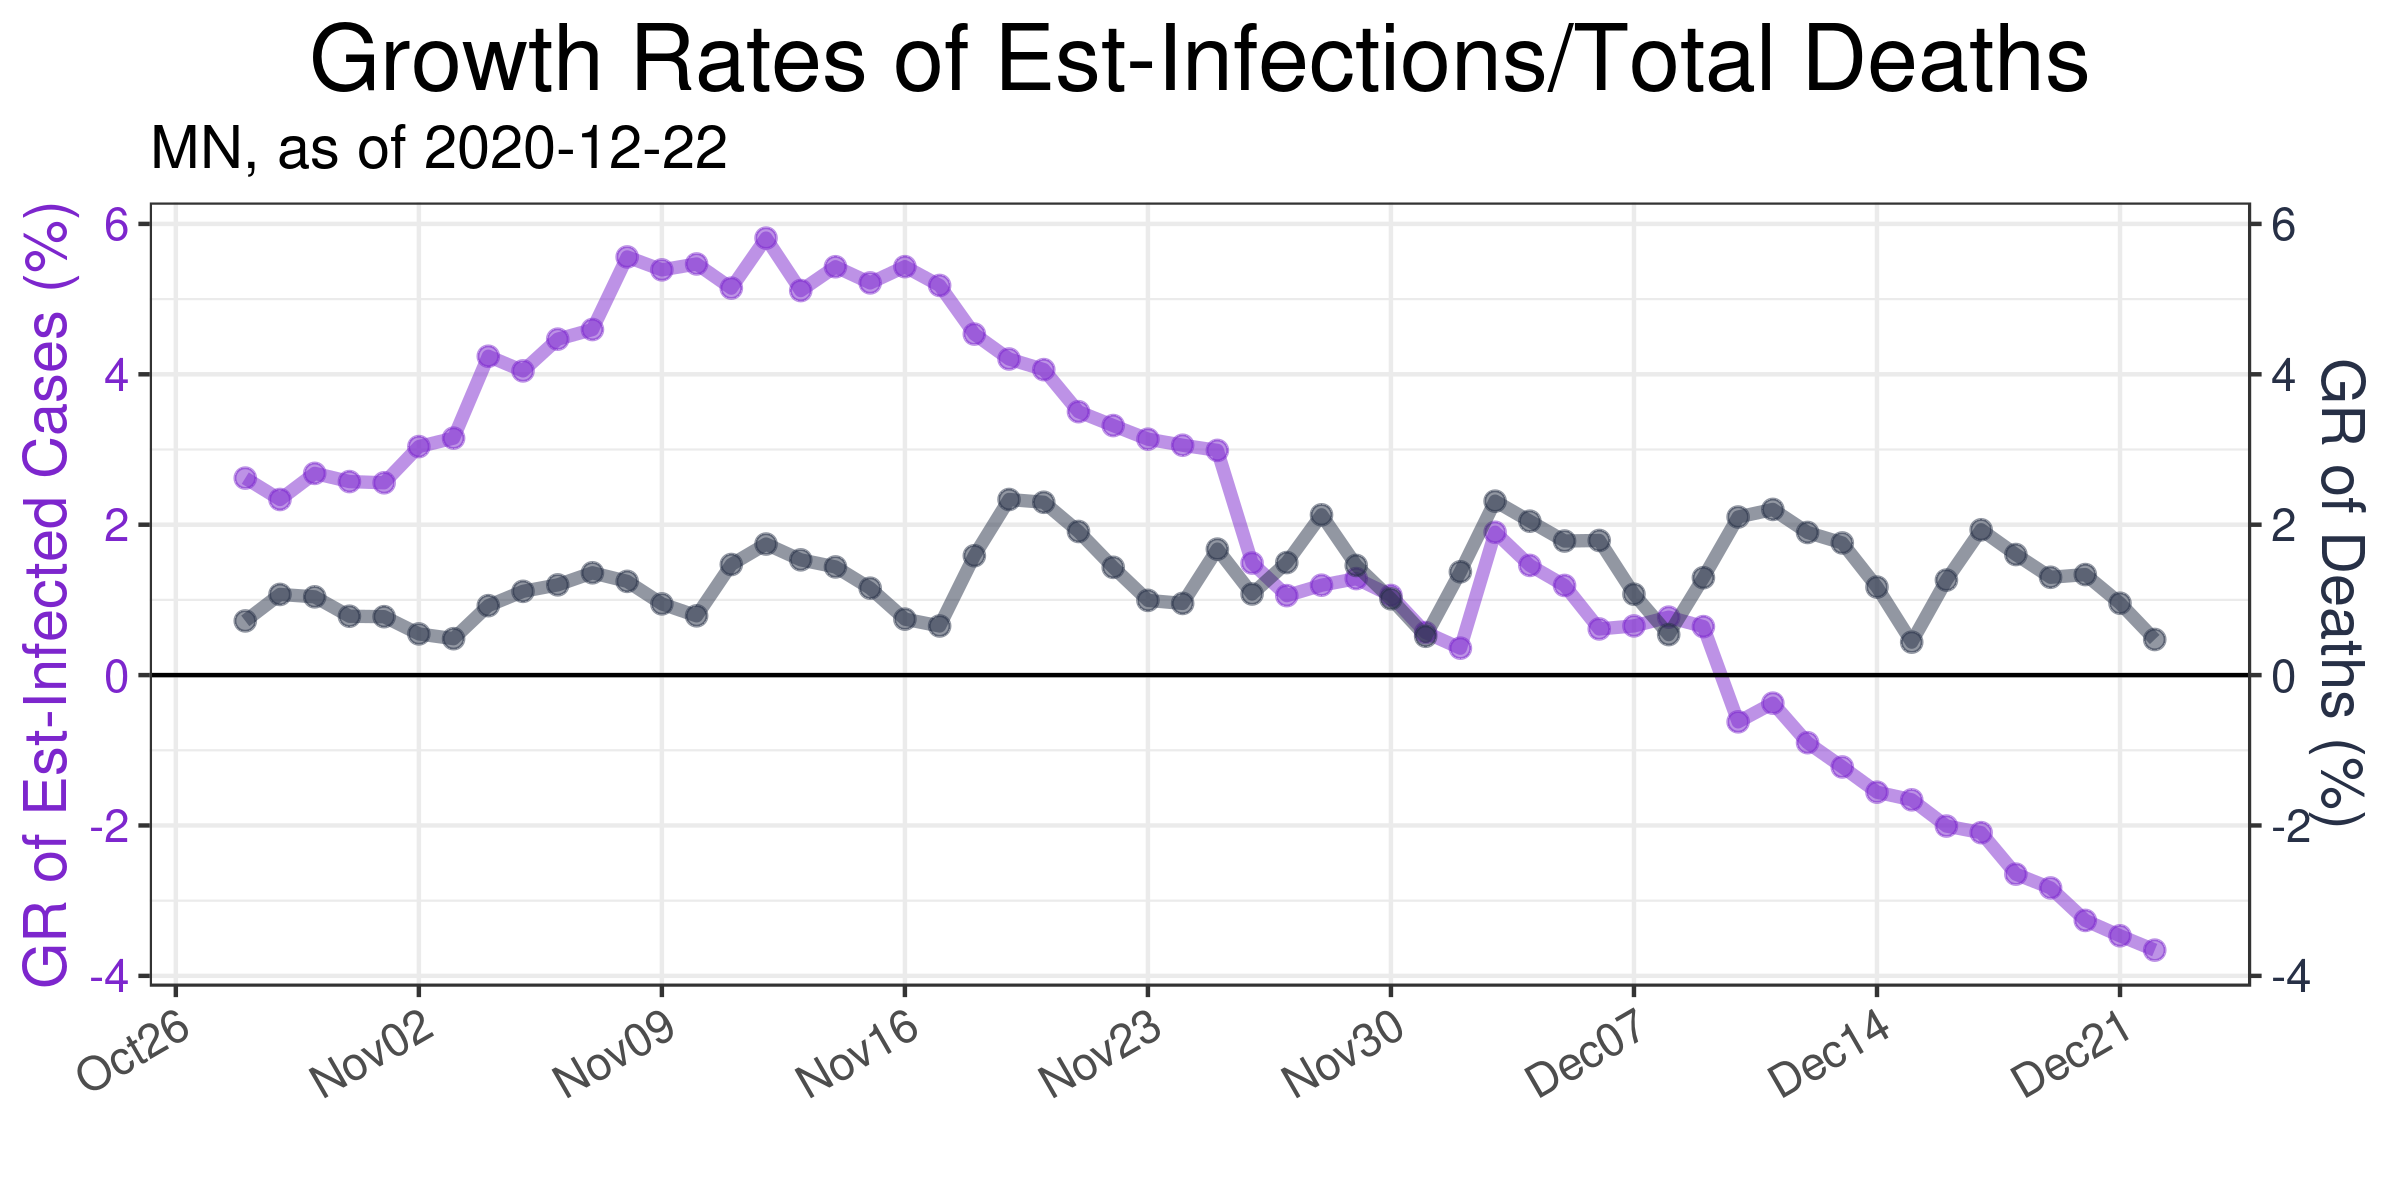 Growth Rates of Est-Infections/Total Deaths
MN, as of 2020-12-22
GR of Est-Infected Cases (%)
6
4
2
0
-2
-4
6
4
2
0
-2
-4
GR of Deaths (%)
Oct26
Nov02
Nov09
Nov16
Nov23
Nov30
Dec07
Dec14
Dec21